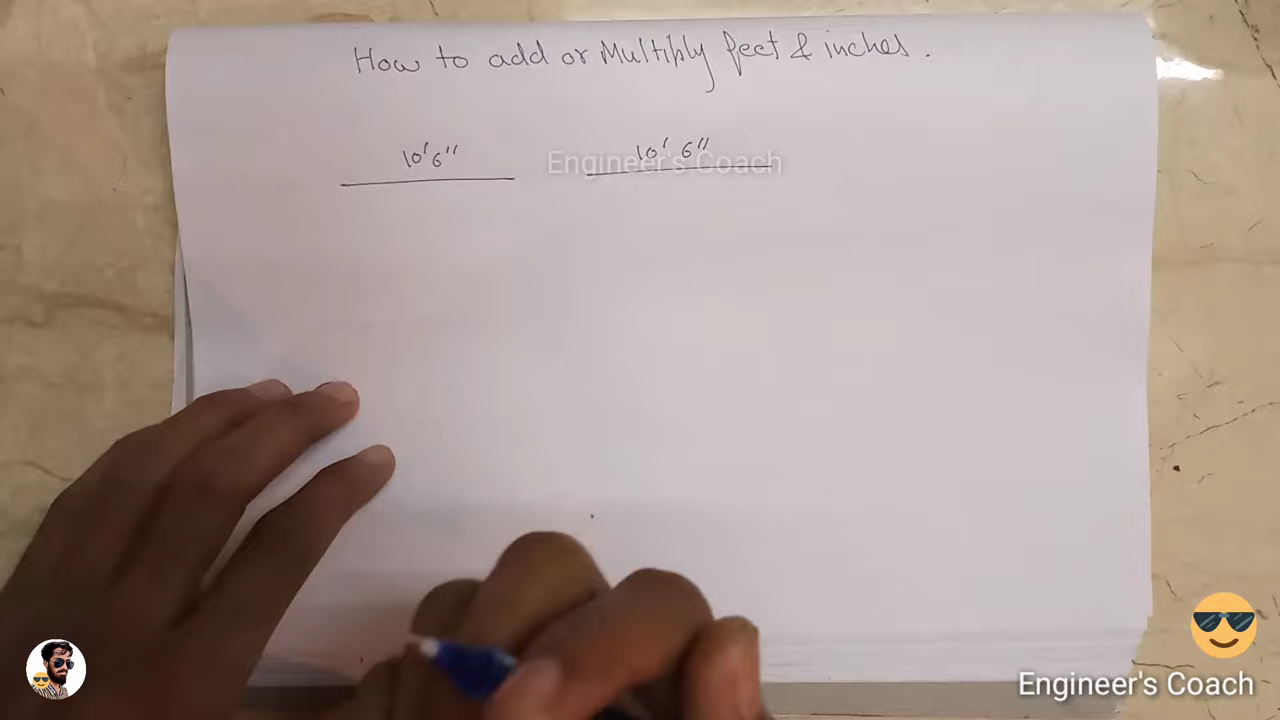 How to add or Multiply feet & inches.
10'6" 10' 6"
Engineer's Coach
Engineer's Coach